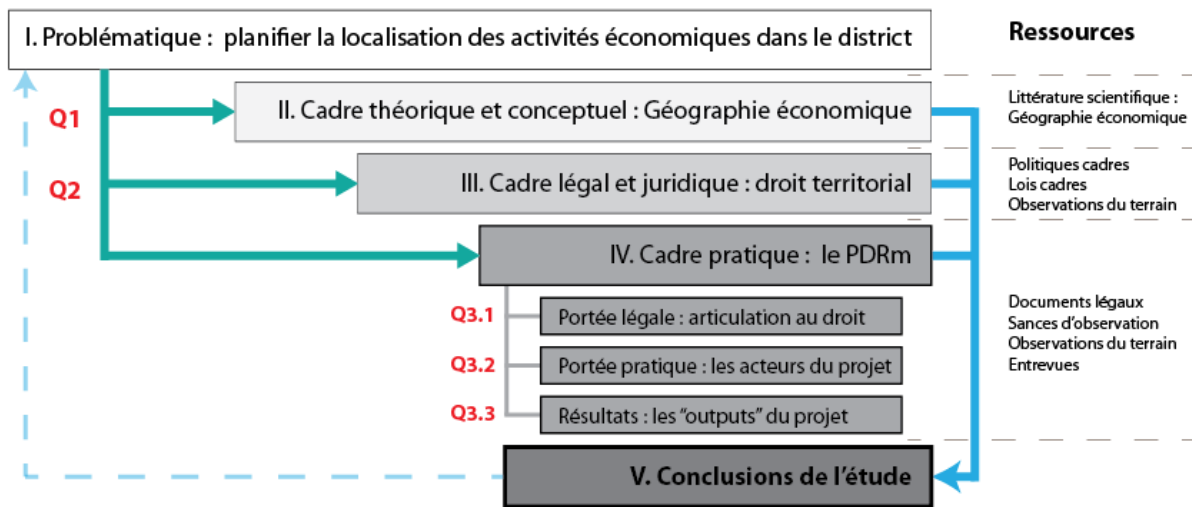 I. Problématique : planifier la localisation des activités économiques dans le district
Ressources
Q1
II. Cadre théorique et conceptuel : Géographie économique
Littérature scientifique :
Géographie économique
Q2
III. Cadre légal et juridique : droit territorial
Politiques cadres
Lois cadres
Observations du terrain
IV. Cadre pratique : le PDRm
Q3.1
Portée légale : articulation au droit
Q3.2
Portée pratique : les acteurs du projet
Q3.3
Résultats : les “outputs” du projet
Documents légaux
Sances d’observation
Observations du terrain
Entrevues
V. Conclusions de l’étude